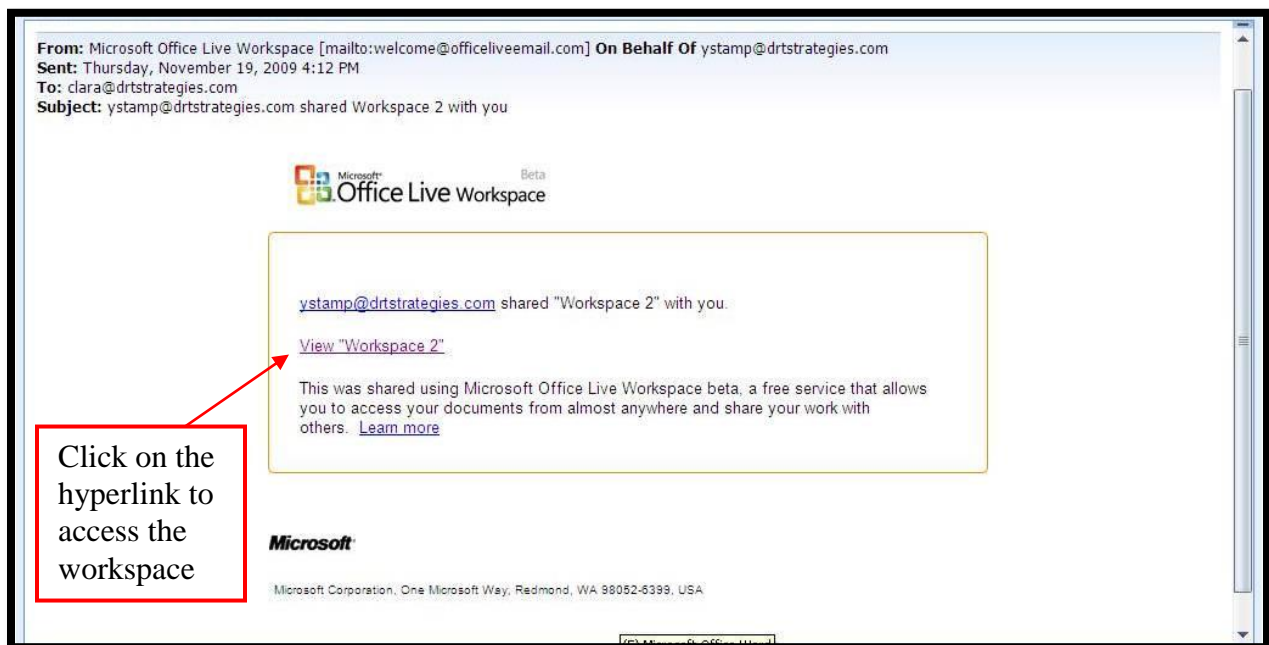 From: Microsoft Office Live Workspace [mailto:welcome@officeliveemail.com] On Behalf Of ystamp@drtstrategies.com
Sent: Thursday, November 19, 2009 4:12 PM
To: clara@drtstrategies.com
Subject: ystamp@drtstrategies.com shared Workspace 2 with you
Microsoft Beta
Office Live Workspace
ystamp@drtstrategies.com shared "Workspace 2" with you.
View "Workspace 2"
This was shared using Microsoft Office Live Workspace beta, a free service that allows
you to access your documents from almost anywhere and share your work with
others. Learn more
Click on the
hyperlink to
access the
workspace
Microsoft
Microsoft Corporation, One Microsoft Way, Redmond, WA 98052-6399, USA